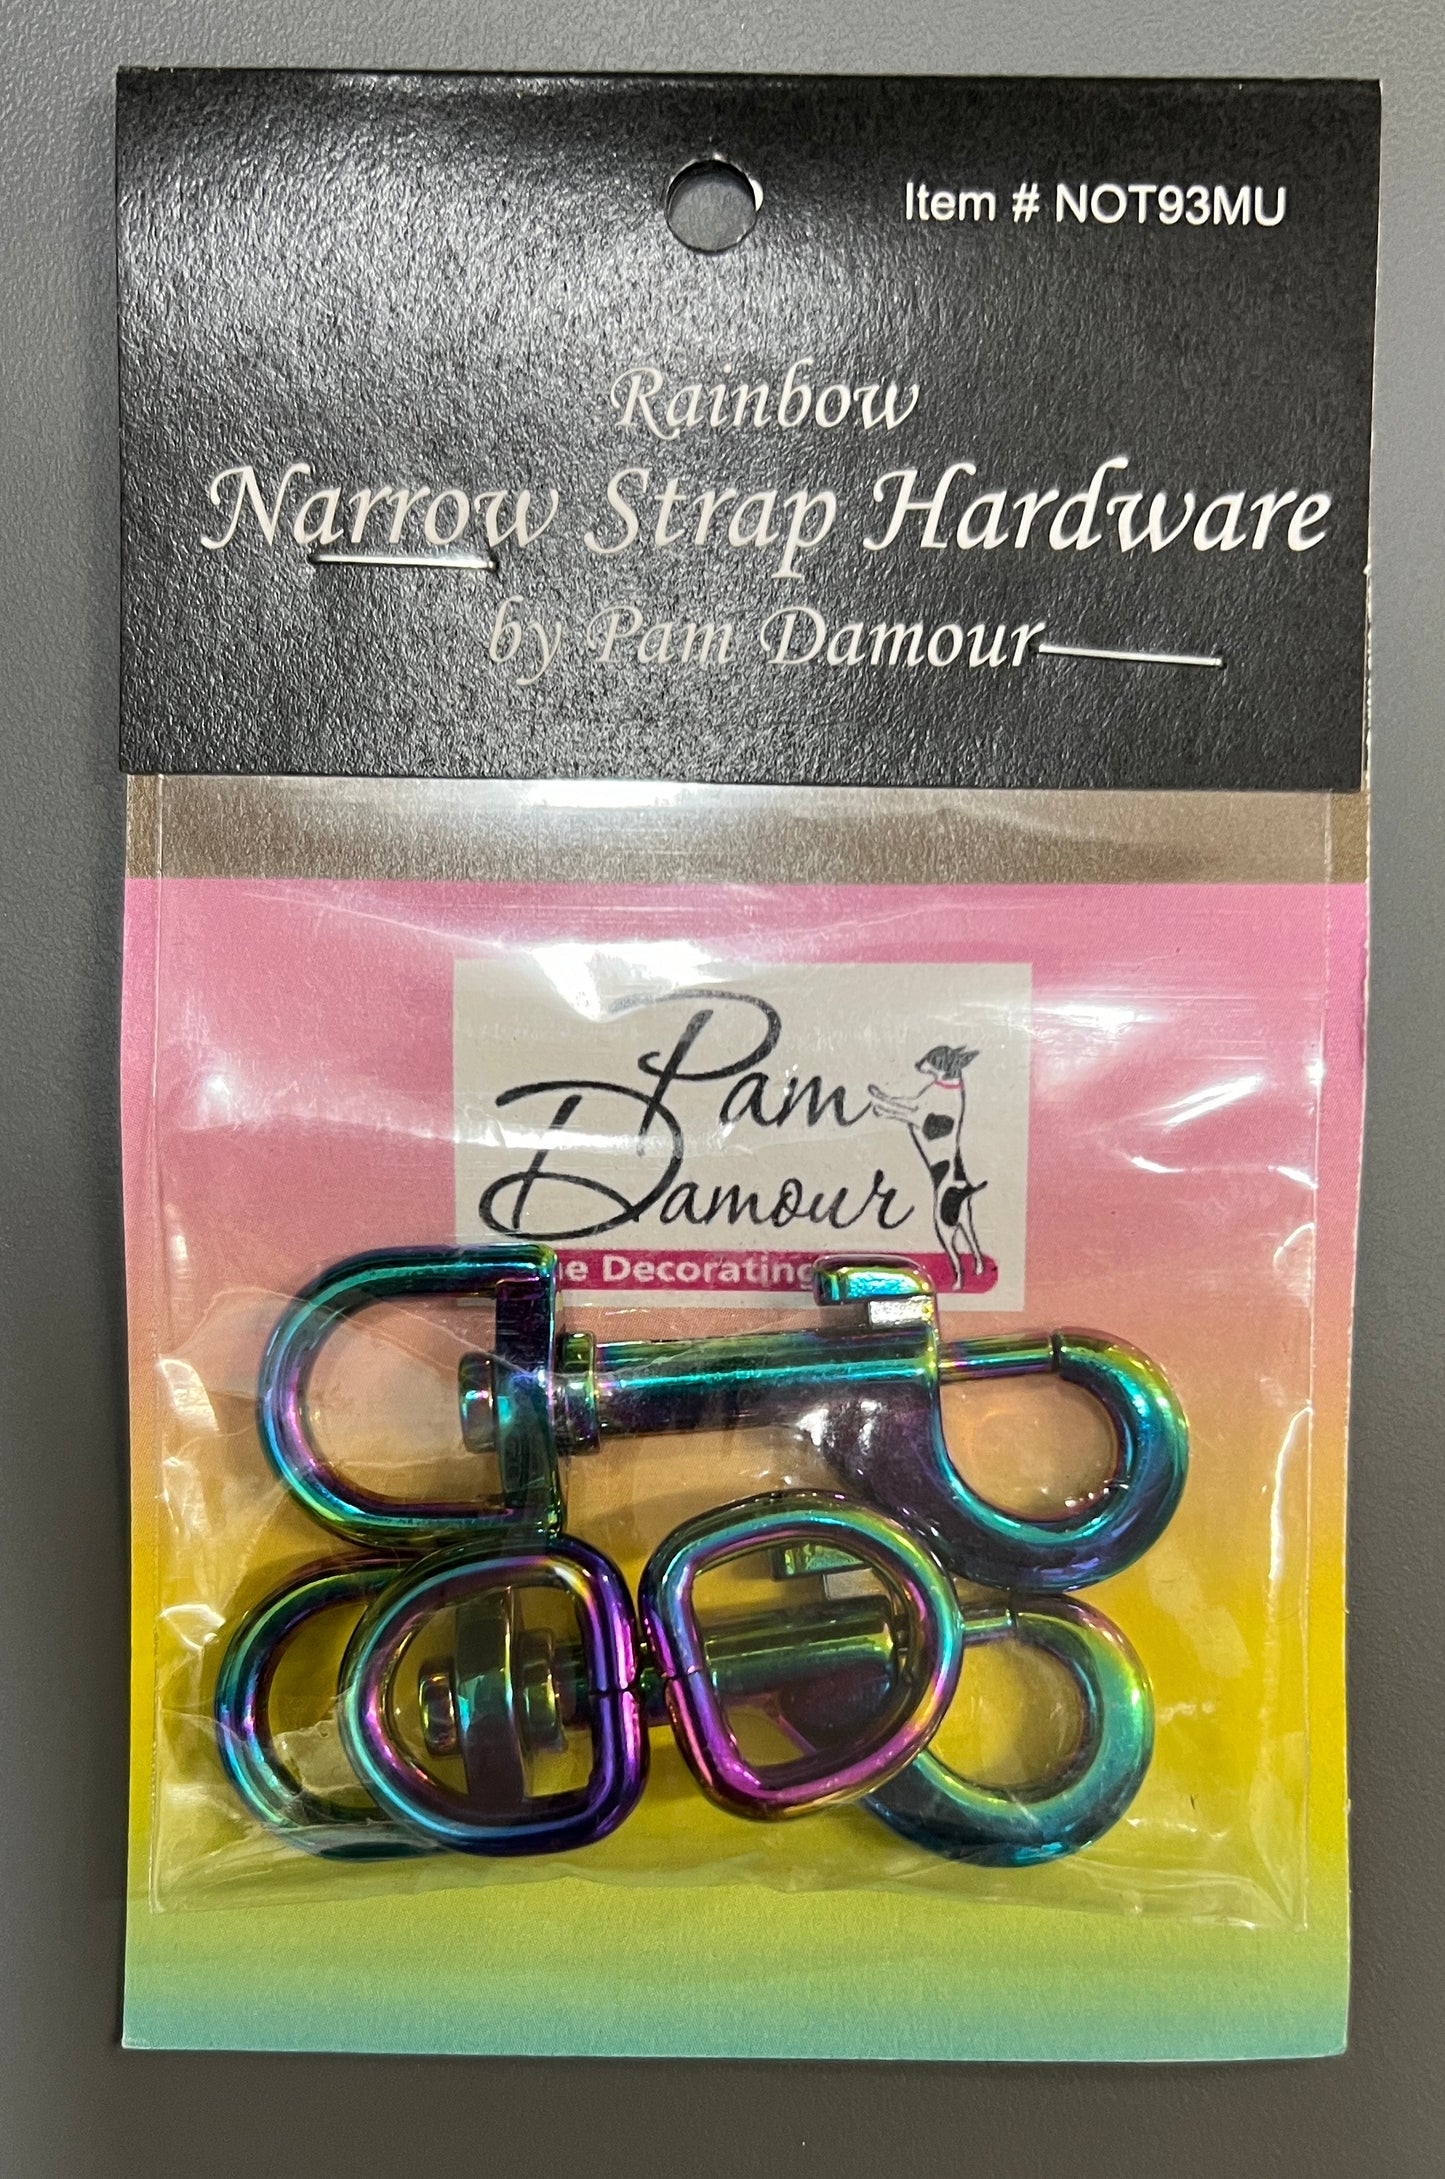 Item # NOT93MU
Rainbow
Narrow Strap Hardware
by Pam Damour
Pam
Damour
Decorating